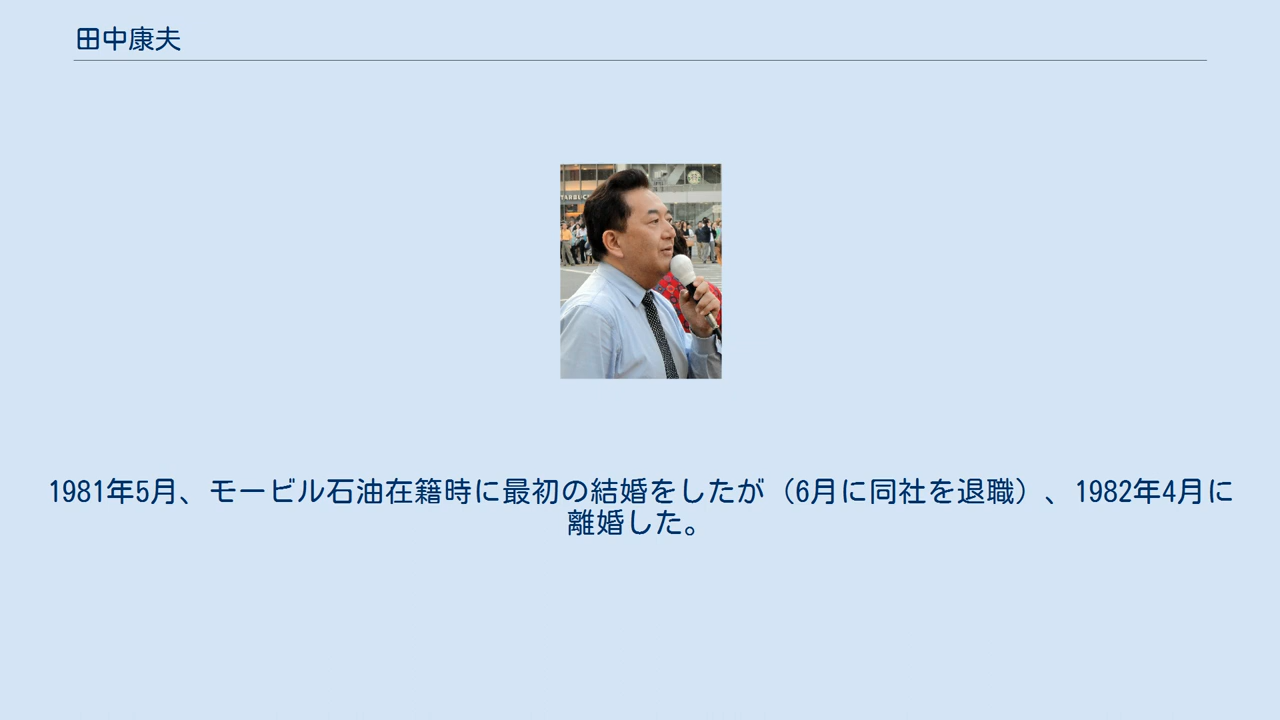 田中康夫
1981年5月、モービル石油在籍時に最初の結婚をしたが（6月に同社を退職）、1982年4月に
離婚した。